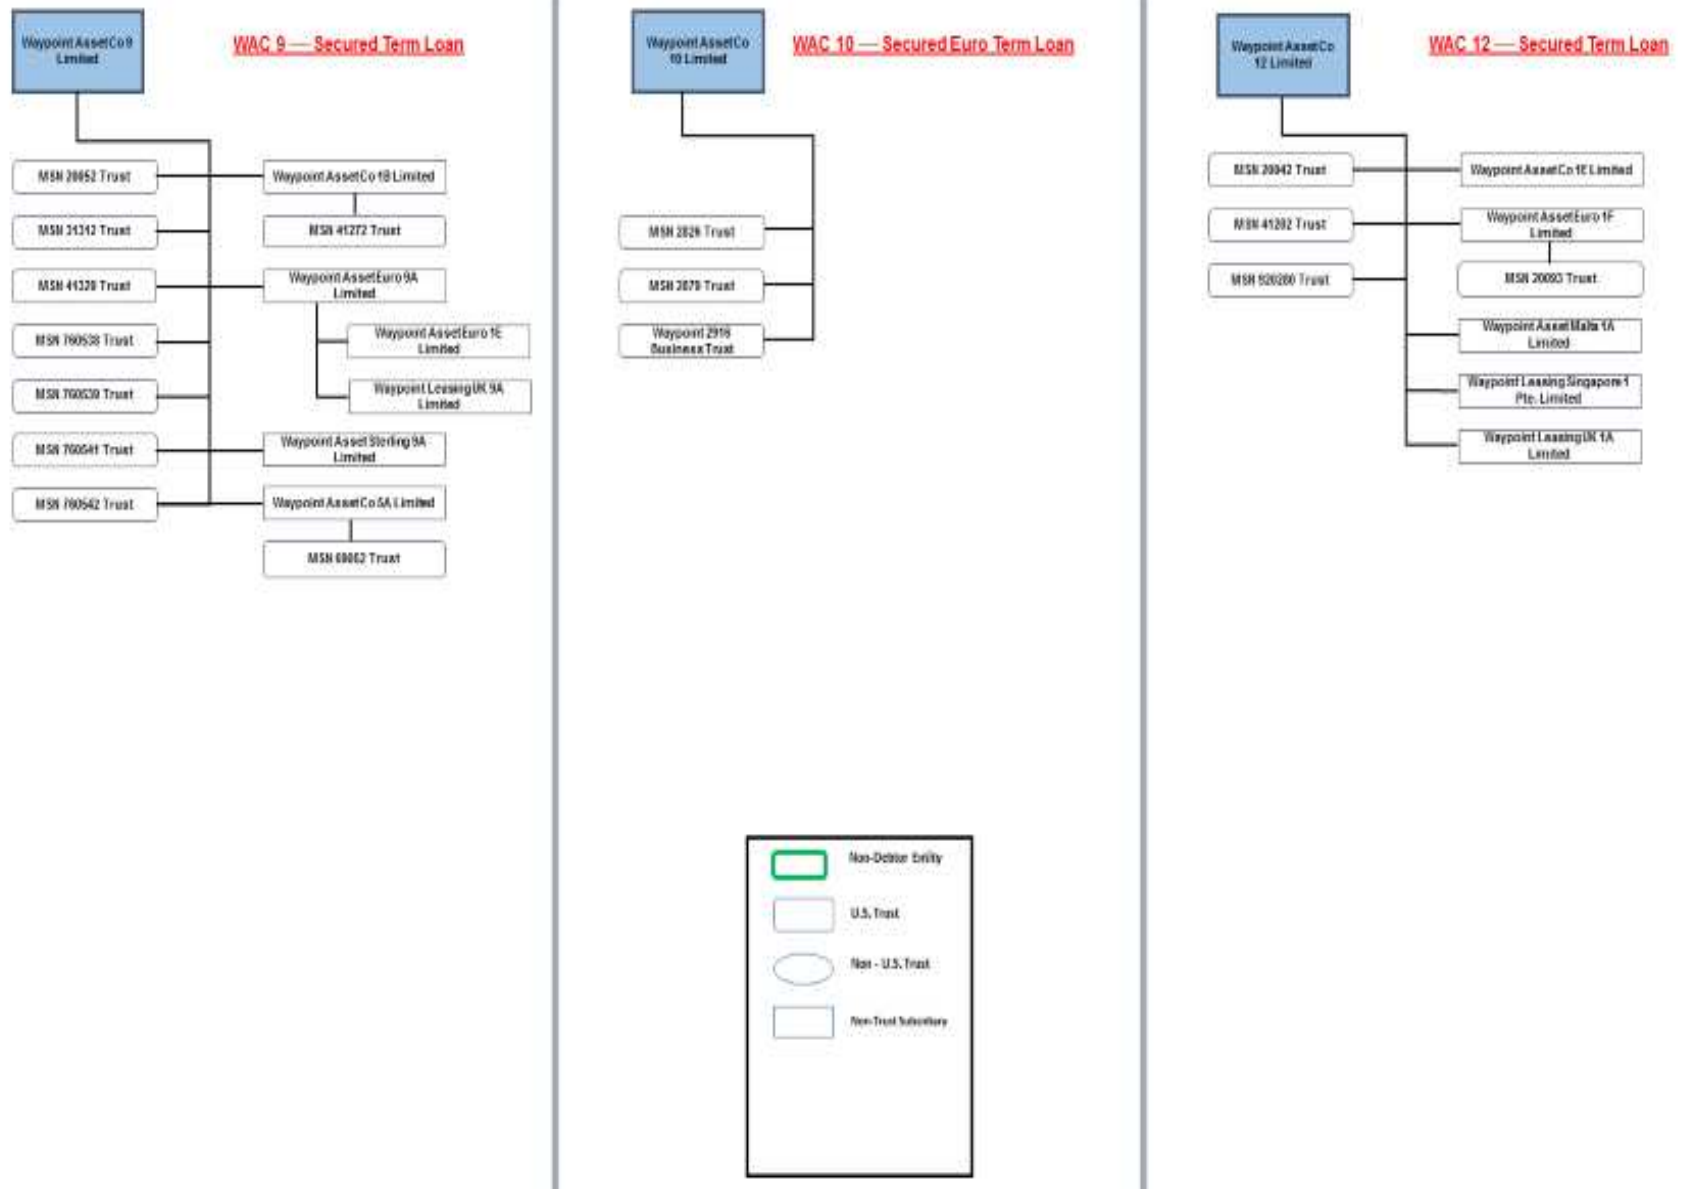 Waypoint AssetCo 9
Limited
WAC 9 — Secured Term Loan
MSN 20052 Trust
Waypoint AssetCo 1B Limited
MSN 31312 Trust
MSN 41272 Trust
MSN 41329 Trust
Waypoint AssetEuro 9A
Limited
MSN 760538 Trust
Waypoint AssetEuro 1E
Limited
MSN 760539 Trust
Waypoint Leasing UK 9A
Limited
MSN 760541 Trust
Waypoint Asset Sterling 9A
Limited
MSN 760542 Trust
Waypoint AssetCo 5A Limited
MSN 69052 Trust
Waypoint AssetCo
10 Limited
WAC 10 — Secured Euro Term Loan
MSN 2826 Trust
MSN 2879 Trust
Waypoint 2916
Business Trust
Non-Debtor Entity
U.S. Trust
Non - U.S. Trust
Non-Trust Subsidiary
Waypoint AssetCo
12 Limited
WAC 12 — Secured Term Loan
MSN 20042 Trust
Waypoint AssetCo 1E Limited
MSN 41202 Trust
Waypoint AssetEuro 1F
Limited
MSN 920280 Trust
MSN 20093 Trust
Waypoint Asset Malta 1A
Limited
Waypoint Leasing Singapore 1
Pte. Limited
Waypoint Leasing UK 1A
Limited